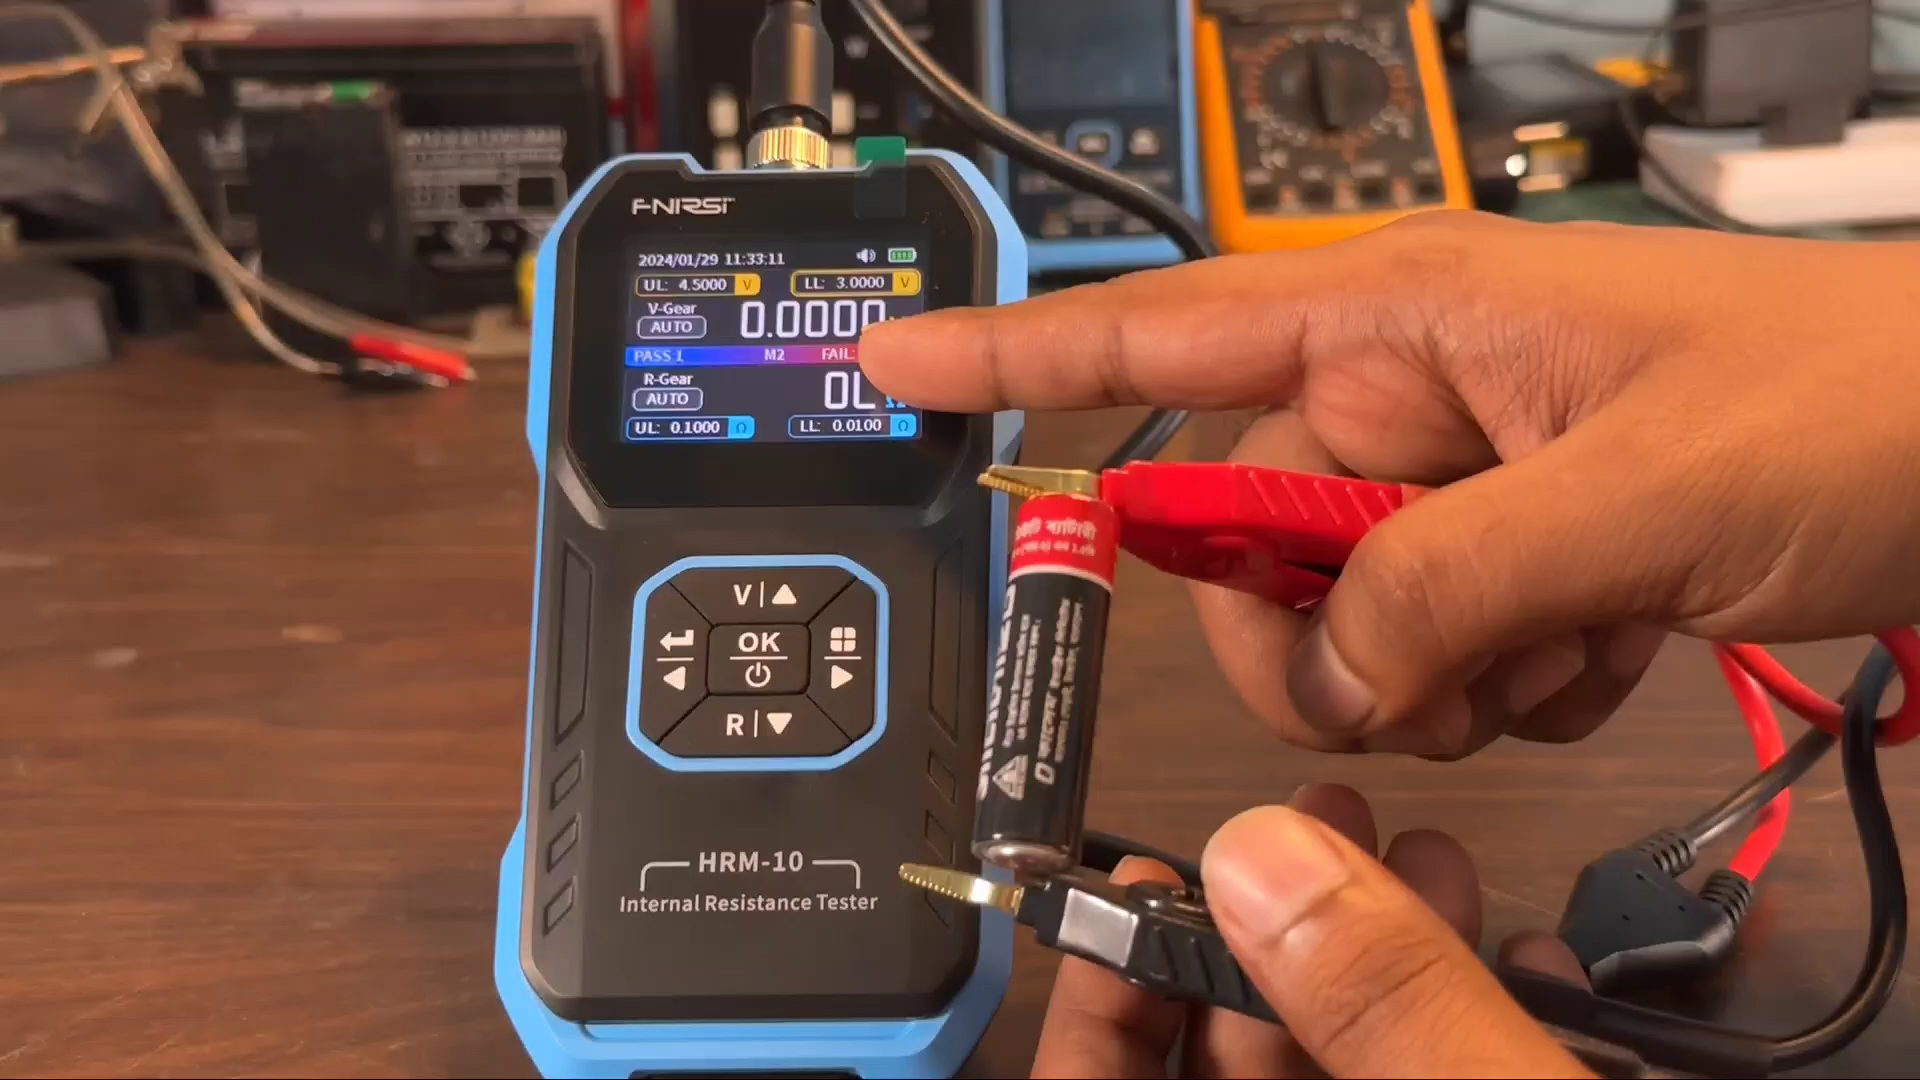 FNIRSI
2024/01/29 11:33:11
UL: 4.5000 V
LL: 3.0000 V
V-Gear
AUTO
0.0000
PASS 1 M2 FAIL:
R-Gear
AUTO
OL Ω
UL: 0.1000 Ω
LL: 0.0100 Ω
V
OK
R
HRM-10
Internal Resistance Tester
ব্যাটারী